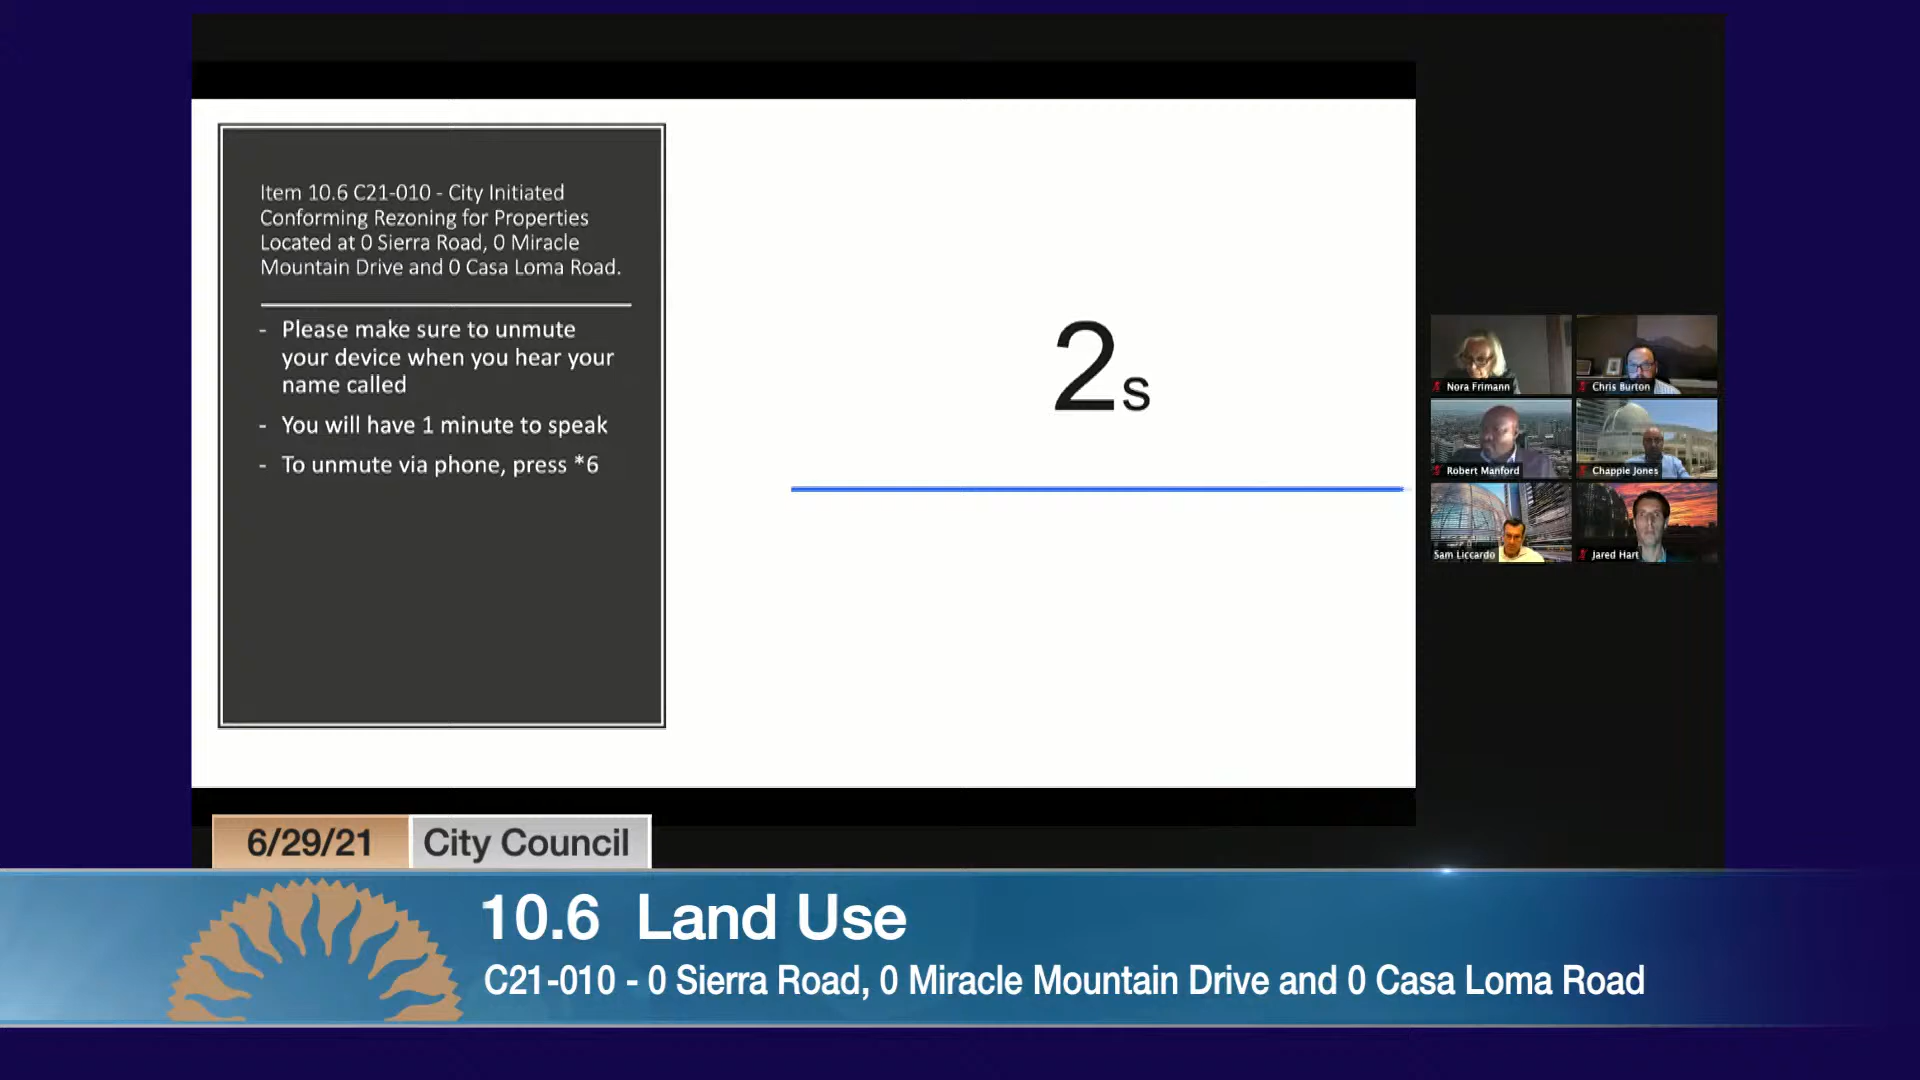 Item 10.6 C21-010 - City Initiated
Conforming Rezoning for Properties
Located at 0 Sierra Road, 0 Miracle
Mountain Drive and 0 Casa Loma Road.
- Please make sure to unmute
your device when you hear your
name called
- You will have 1 minute to speak
- To unmute via phone, press *6
2s
Nora Frimann
Chris Burton
Robert Manford
Chappie Jones
Sam Liccardo
Jared Hart
6/29/21
City Council
10.6 Land Use
C21-010 - 0 Sierra Road, 0 Miracle Mountain Drive and 0 Casa Loma Road